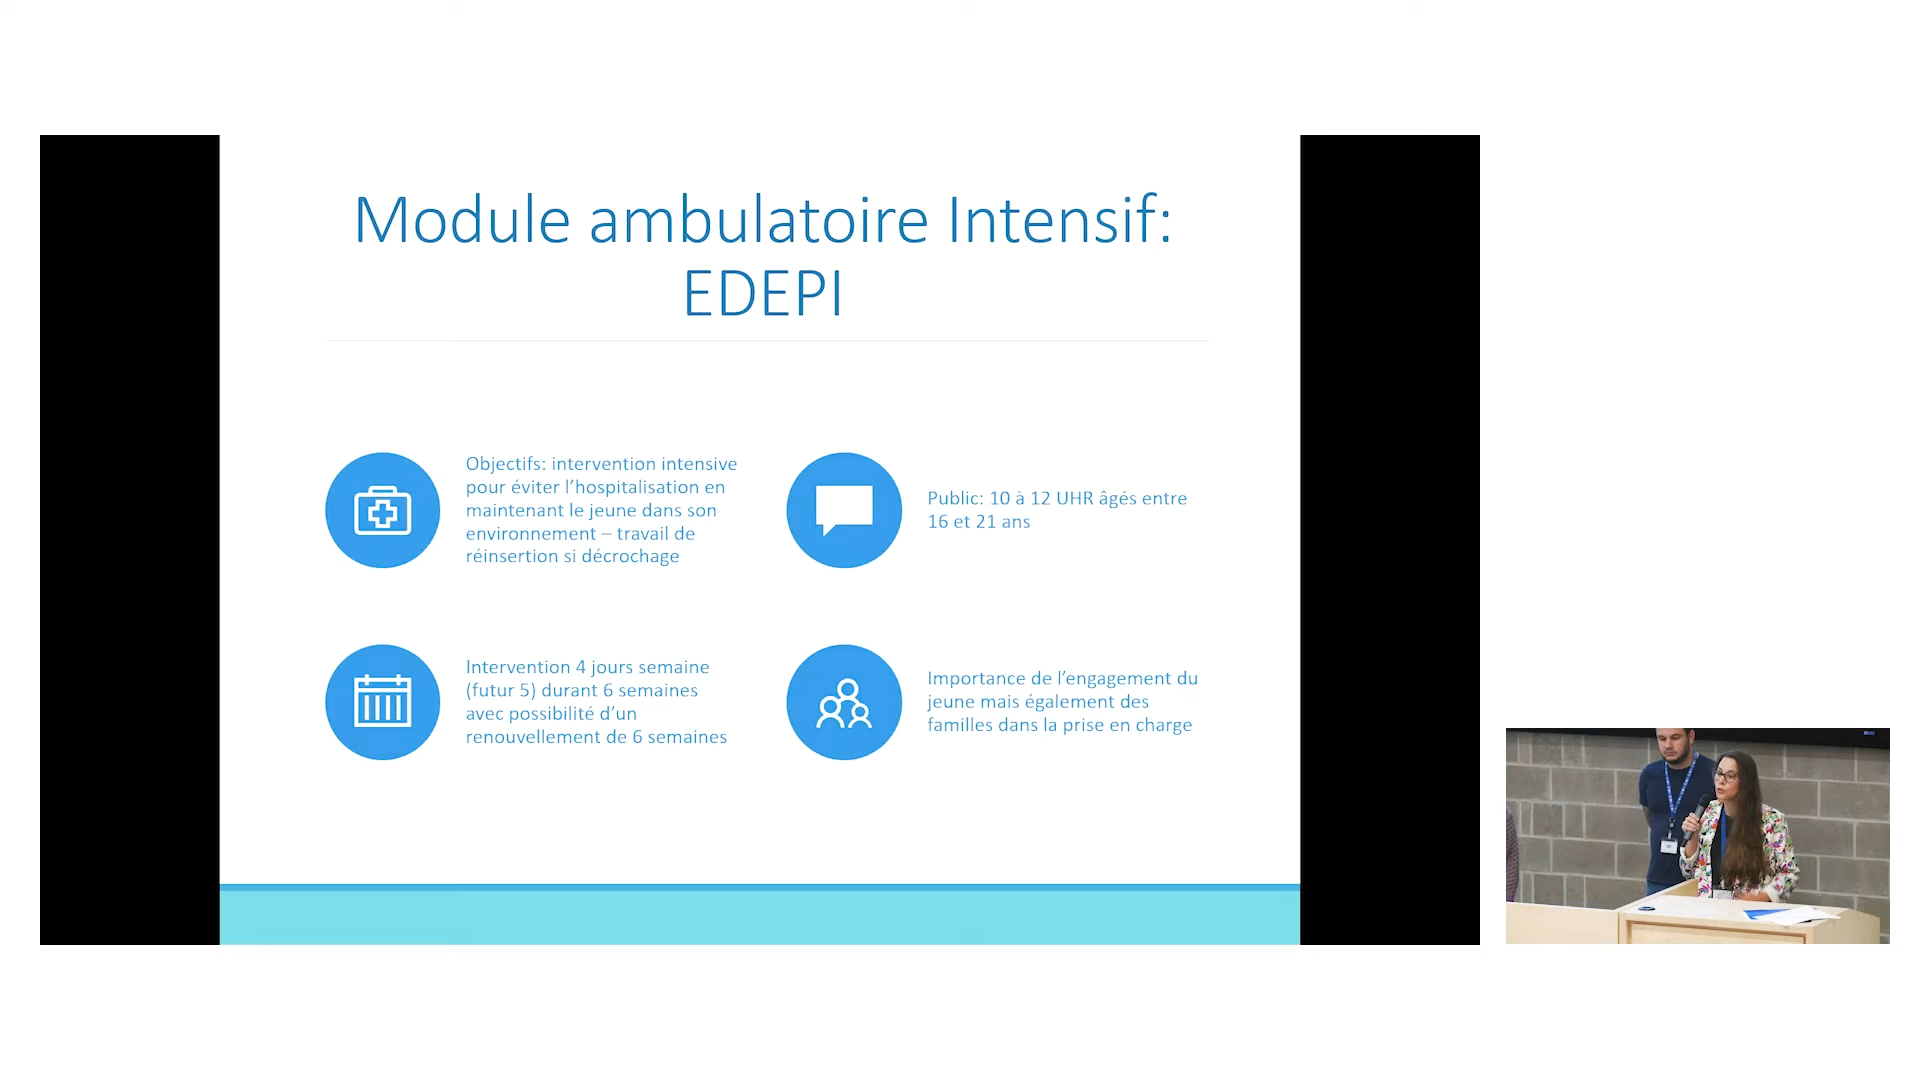 Module ambulatoire Intensif:
EDEPI
Objectifs: intervention intensive
pour éviter l’hospitalisation en
maintenant le jeune dans son
environnement – travail de
réinsertion si décrochage
Public: 10 à 12 UHR âgés entre
16 et 21 ans
Intervention 4 jours semaine
(futur 5) durant 6 semaines
avec possibilité d’un
renouvellement de 6 semaines
Importance de l’engagement du
jeune mais également des
familles dans la prise en charge